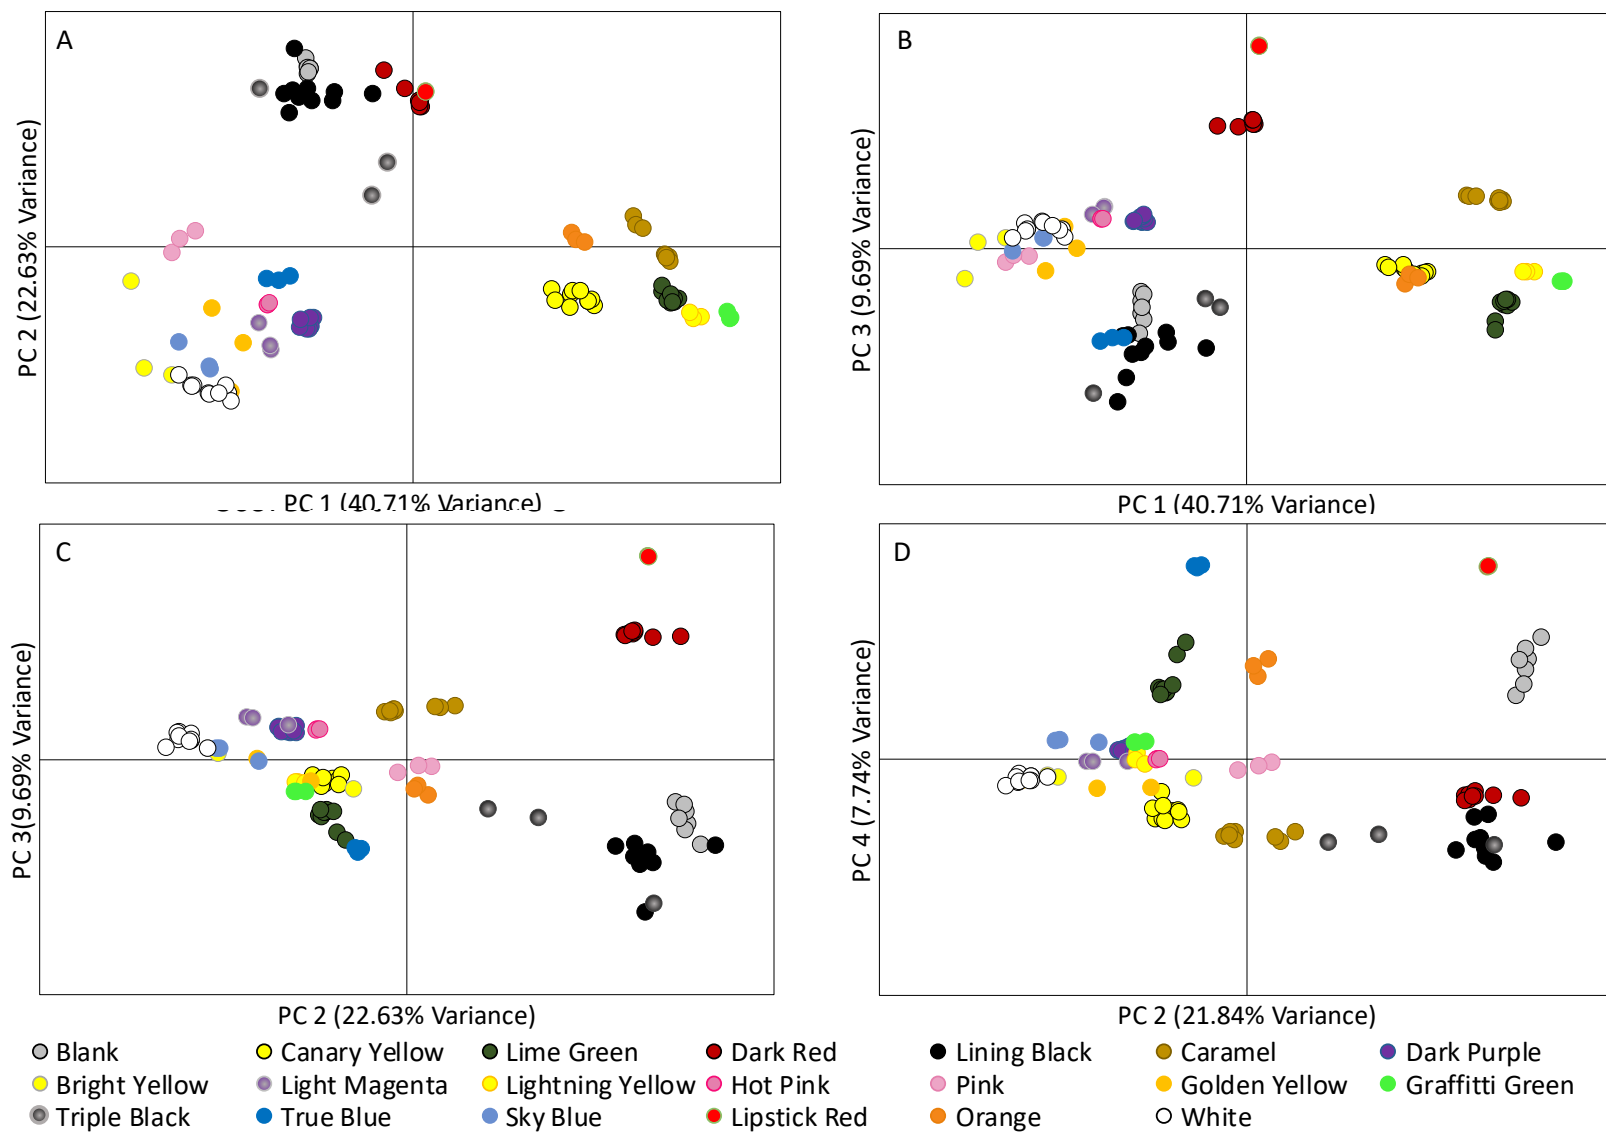 A
PC 2 (22.63% Variance)
PC 1 (40.71% Variance)
B
PC 3 (9.69% Variance)
PC 1 (40.71% Variance)
C
PC 3(9.69% Variance)
PC 2 (22.63% Variance)
D
PC 4 (7.74% Variance)
PC 2 (21.84% Variance)
Blank Canary Yellow Lime Green Dark Red Lining Black Caramel Dark Purple
Bright Yellow Light Magenta Lightning Yellow Hot Pink Pink Golden Yellow Graffitti Green
Triple Black True Blue Sky Blue Lipstick Red Orange White